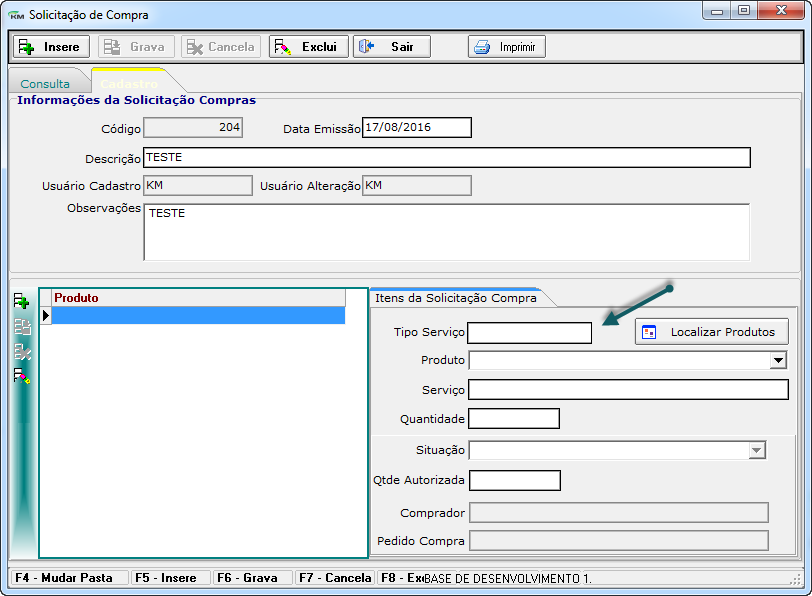 KM Solicitação de Compra
Insere Grava Cancela Exclui Sair Imprimir
Consulta Cadastro
Informações da Solicitação Compras
Código 204 Data Emissão 17/08/2016
Descrição TESTE
Usuário Cadastro KM Usuário Alteração KM
Observações TESTE
Produto
Itens da Solicitação Compra
Tipo Serviço Localizar Produtos
Produto
Serviço
Quantidade
Situação
Qtde Autorizada
Comprador
Pedido Compra
F4 - Mudar Pasta F5 - Insere F6 - Grava F7 - Cancela F8 - Exc BASE DE DESENVOLVIMENTO 1.